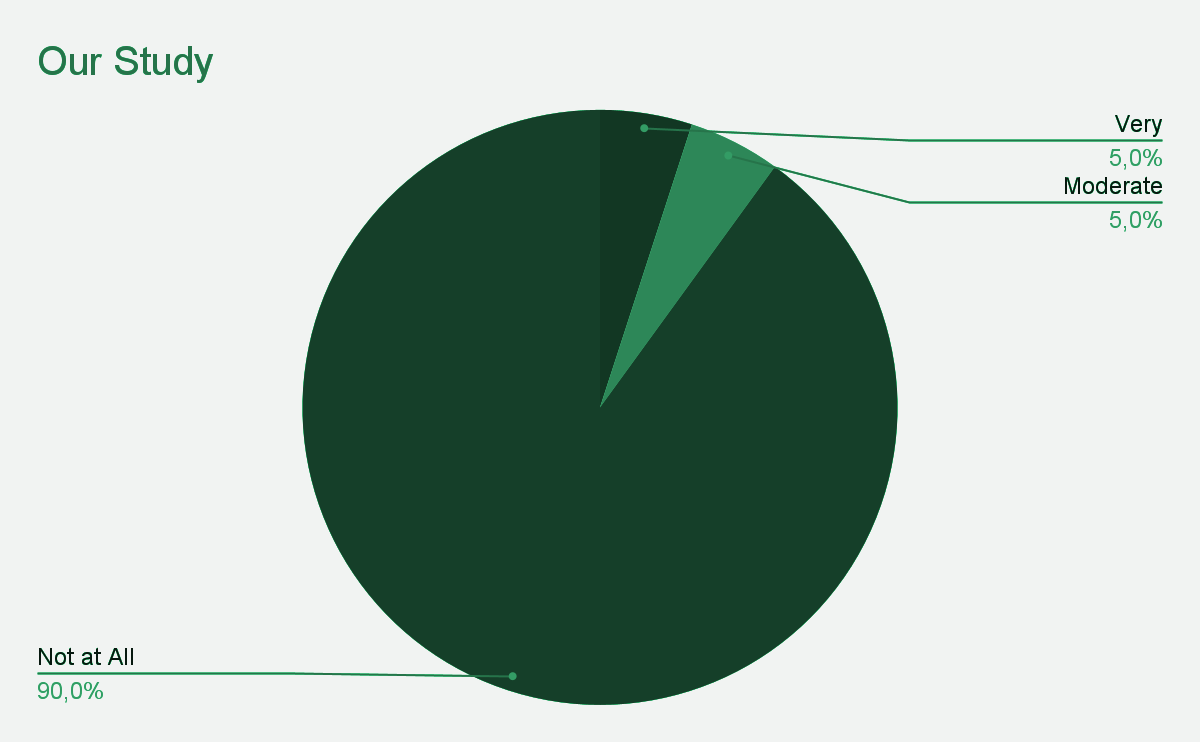 Our Study
Very
5,0%
Moderate
5,0%
Not at All
90,0%